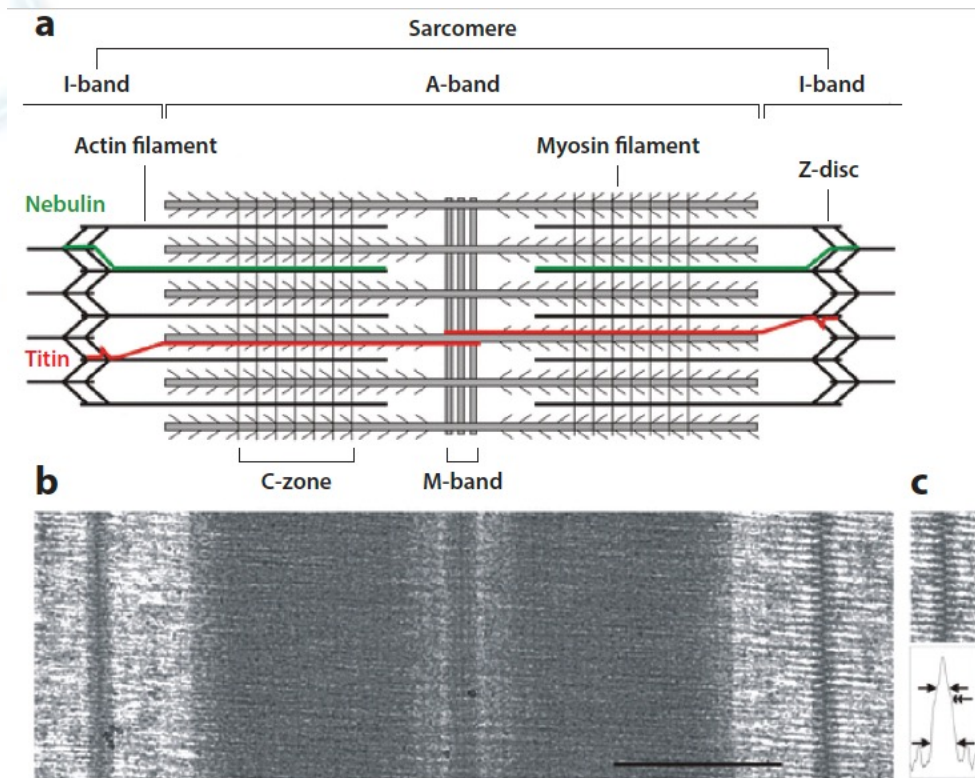 a
Sarcomere
I-band A-band I-band
Actin filament Myosin filament
Z-disc
Nebulin
Titin
C-zone M-band
b c